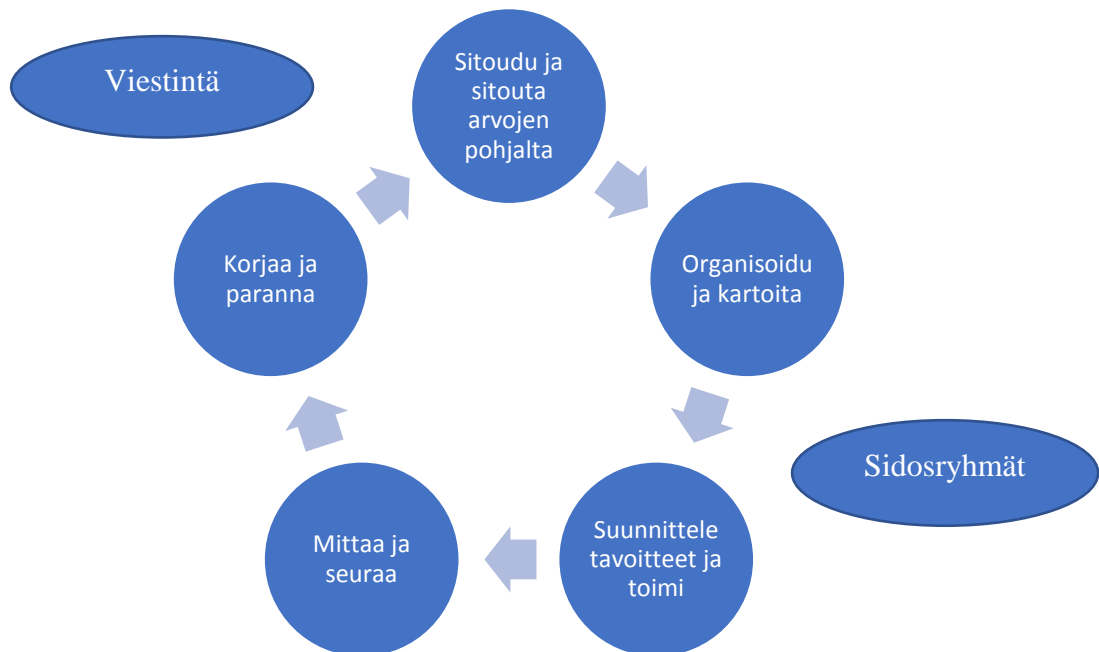 Viestintä
Sitoudu ja
sitouta
arvojen
pohjalta
Organisoidu
ja kartoita
Sidosryhmät
Suunnittele
tavoitteet ja
toimi
Mittaa ja
seuraa
Korjaa ja
paranna